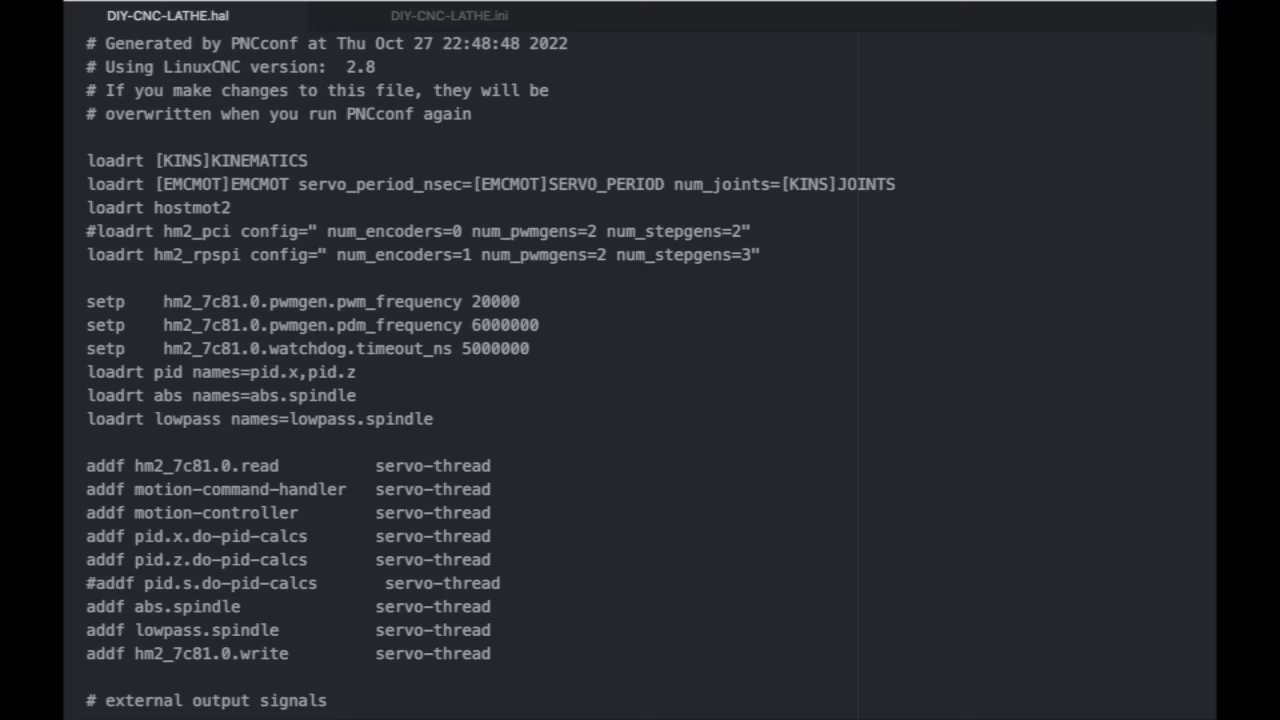 DIY-CNC-LATHE.hal DIY-CNC-LATHE.ini
# Generated by PNCconf at Thu Oct 27 22:48:48 2022
# Using LinuxCNC version:  2.8
# If you make changes to this file, they will be
# overwritten when you run PNCconf again
loadrt [KINS]KINEMATICS
loadrt [EMCMOT]EMCMOT servo_period_nsec=[EMCMOT]SERVO_PERIOD num_joints=[KINS]JOINTS
loadrt hostmot2
#loadrt hm2_pci config=" num_encoders=0 num_pwmgens=2 num_stepgens=2"
loadrt hm2_rpspi config=" num_encoders=1 num_pwmgens=2 num_stepgens=3"
setp    hm2_7c81.0.pwmgen.pwm_frequency 20000
setp    hm2_7c81.0.pwmgen.pdm_frequency 6000000
setp    hm2_7c81.0.watchdog.timeout_ns 5000000
loadrt pid names=pid.x,pid.z
loadrt abs names=abs.spindle
loadrt lowpass names=lowpass.spindle
addf hm2_7c81.0.read          servo-thread
addf motion-command-handler   servo-thread
addf motion-controller        servo-thread
addf pid.x.do-pid-calcs       servo-thread
addf pid.z.do-pid-calcs       servo-thread
#addf pid.s.do-pid-calcs       servo-thread
addf abs.spindle              servo-thread
addf lowpass.spindle          servo-thread
addf hm2_7c81.0.write         servo-thread
# external output signals